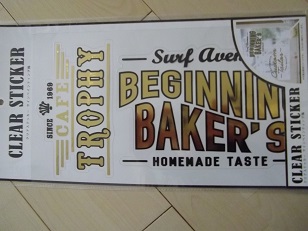 CLEAR STICKER
SINCE 1969
CAFE
TROPHY
Surf Aven
BEGINNIN
BAKER'S
HOMEMADE TASTE
CLEAR STICKER